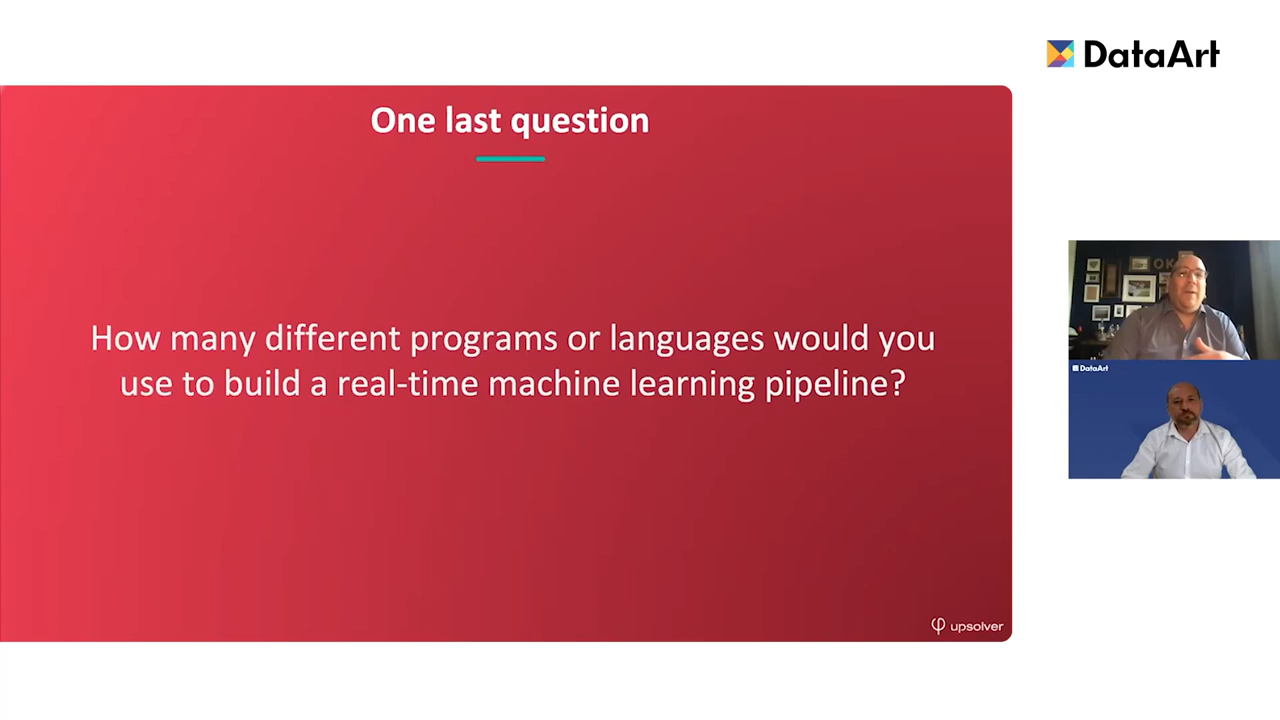 DataArt
One last question
How many different programs or languages would you
use to build a real-time machine learning pipeline?
OK
DataArt
upsolver